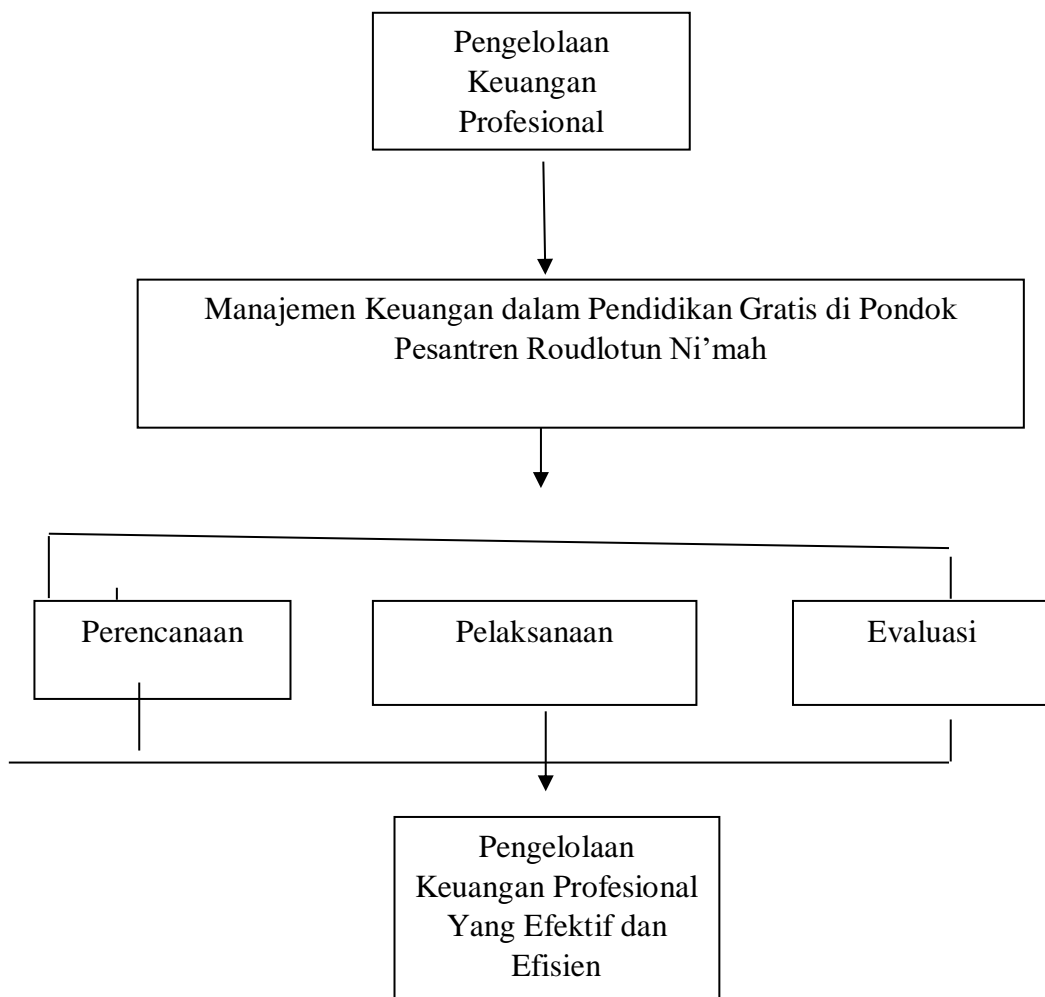 Pengelolaan
Keuangan
Profesional
Manajemen Keuangan dalam Pendidikan Gratis di Pondok
Pesantren Roudlotun Ni’mah
Perencanaan
Pelaksanaan
Evaluasi
Pengelolaan
Keuangan Profesional
Yang Efektif dan
Efisien